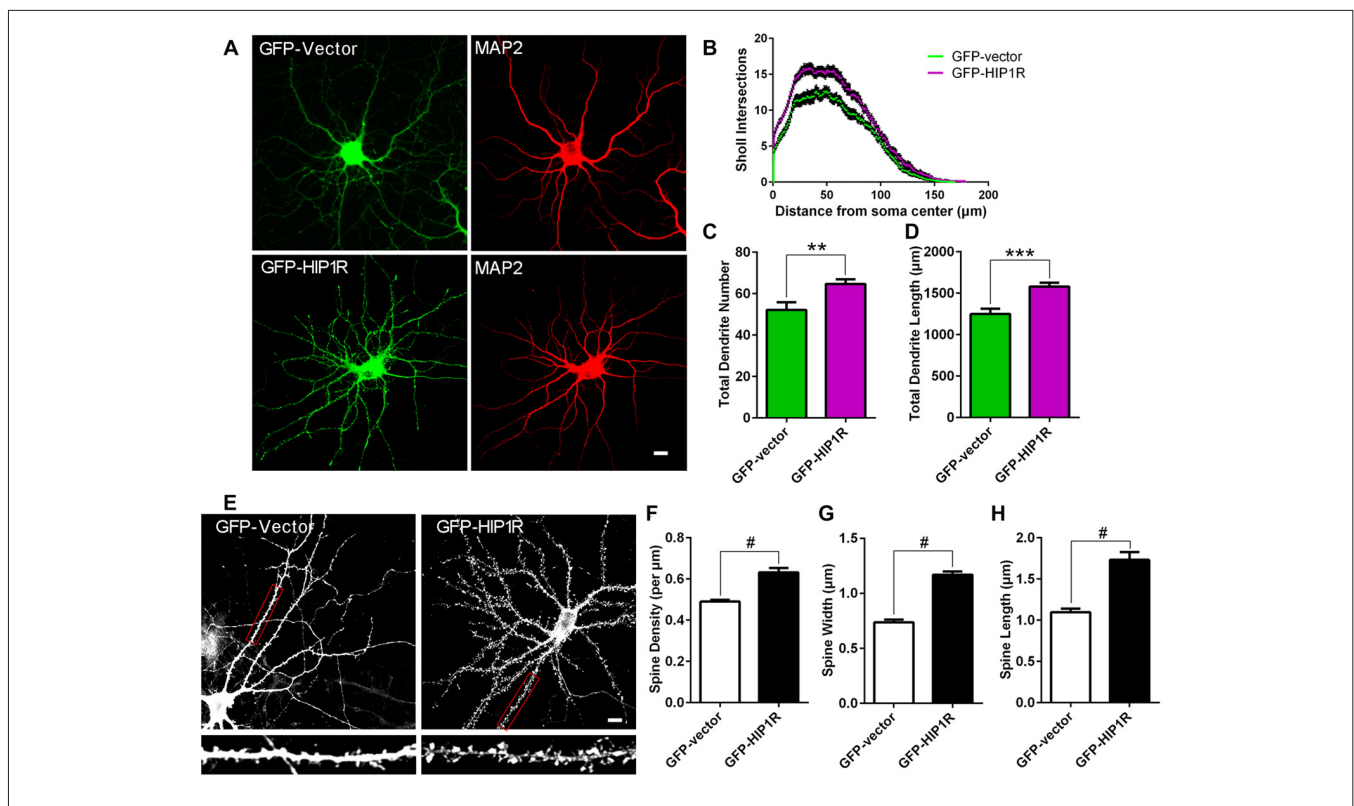 A
GFP-Vector
MAP2
GFP-HIP1R
MAP2
B
Sholl Intersections
20
15
10
5
0
0
50
100
150
200
Distance from soma center (µm)
GFP-vector
GFP-HIP1R
C
Total Dendrite Number
80
60
40
20
0
**
GFP-vector
GFP-HIP1R
D
Total Dendrite Length (µm)
2000
1500
1000
500
0
***
GFP-vector
GFP-HIP1R
E
GFP-Vector
GFP-HIP1R
F
Spine Density (per µm)
0.8
0.6
0.4
0.2
0.0
#
GFP-vector
GFP-HIP1R
G
Spine Width (µm)
1.5
1.0
0.5
0.0
#
GFP-vector
GFP-HIP1R
H
Spine Length (µm)
2.0
1.5
1.0
0.5
0.0
#
GFP-vector
GFP-HIP1R